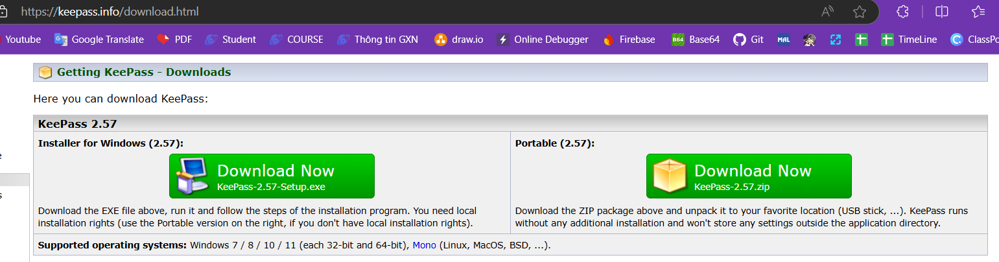 https://keepass.info/download.html
Youtube Google Translate PDF Student COURSE Thông tin GXN draw.io Online Debugger Firebase B64 Base64 Git MAL TimeLine ClassPo
Getting KeePass - Downloads
Here you can download KeePass:
KeePass 2.57
Installer for Windows (2.57):
Download Now
KeePass-2.57-Setup.exe
Download the EXE file above, run it and follow the steps of the installation program. You need local
installation rights (use the Portable version on the right, if you don't have local installation rights).
Portable (2.57):
Download Now
KeePass-2.57.zip
Download the ZIP package above and unpack it to your favorite location (USB stick, ...). KeePass runs
without any additional installation and won't store any settings outside the application directory.
Supported operating systems: Windows 7 / 8 / 10 / 11 (each 32-bit and 64-bit), Mono (Linux, MacOS, BSD, ...).